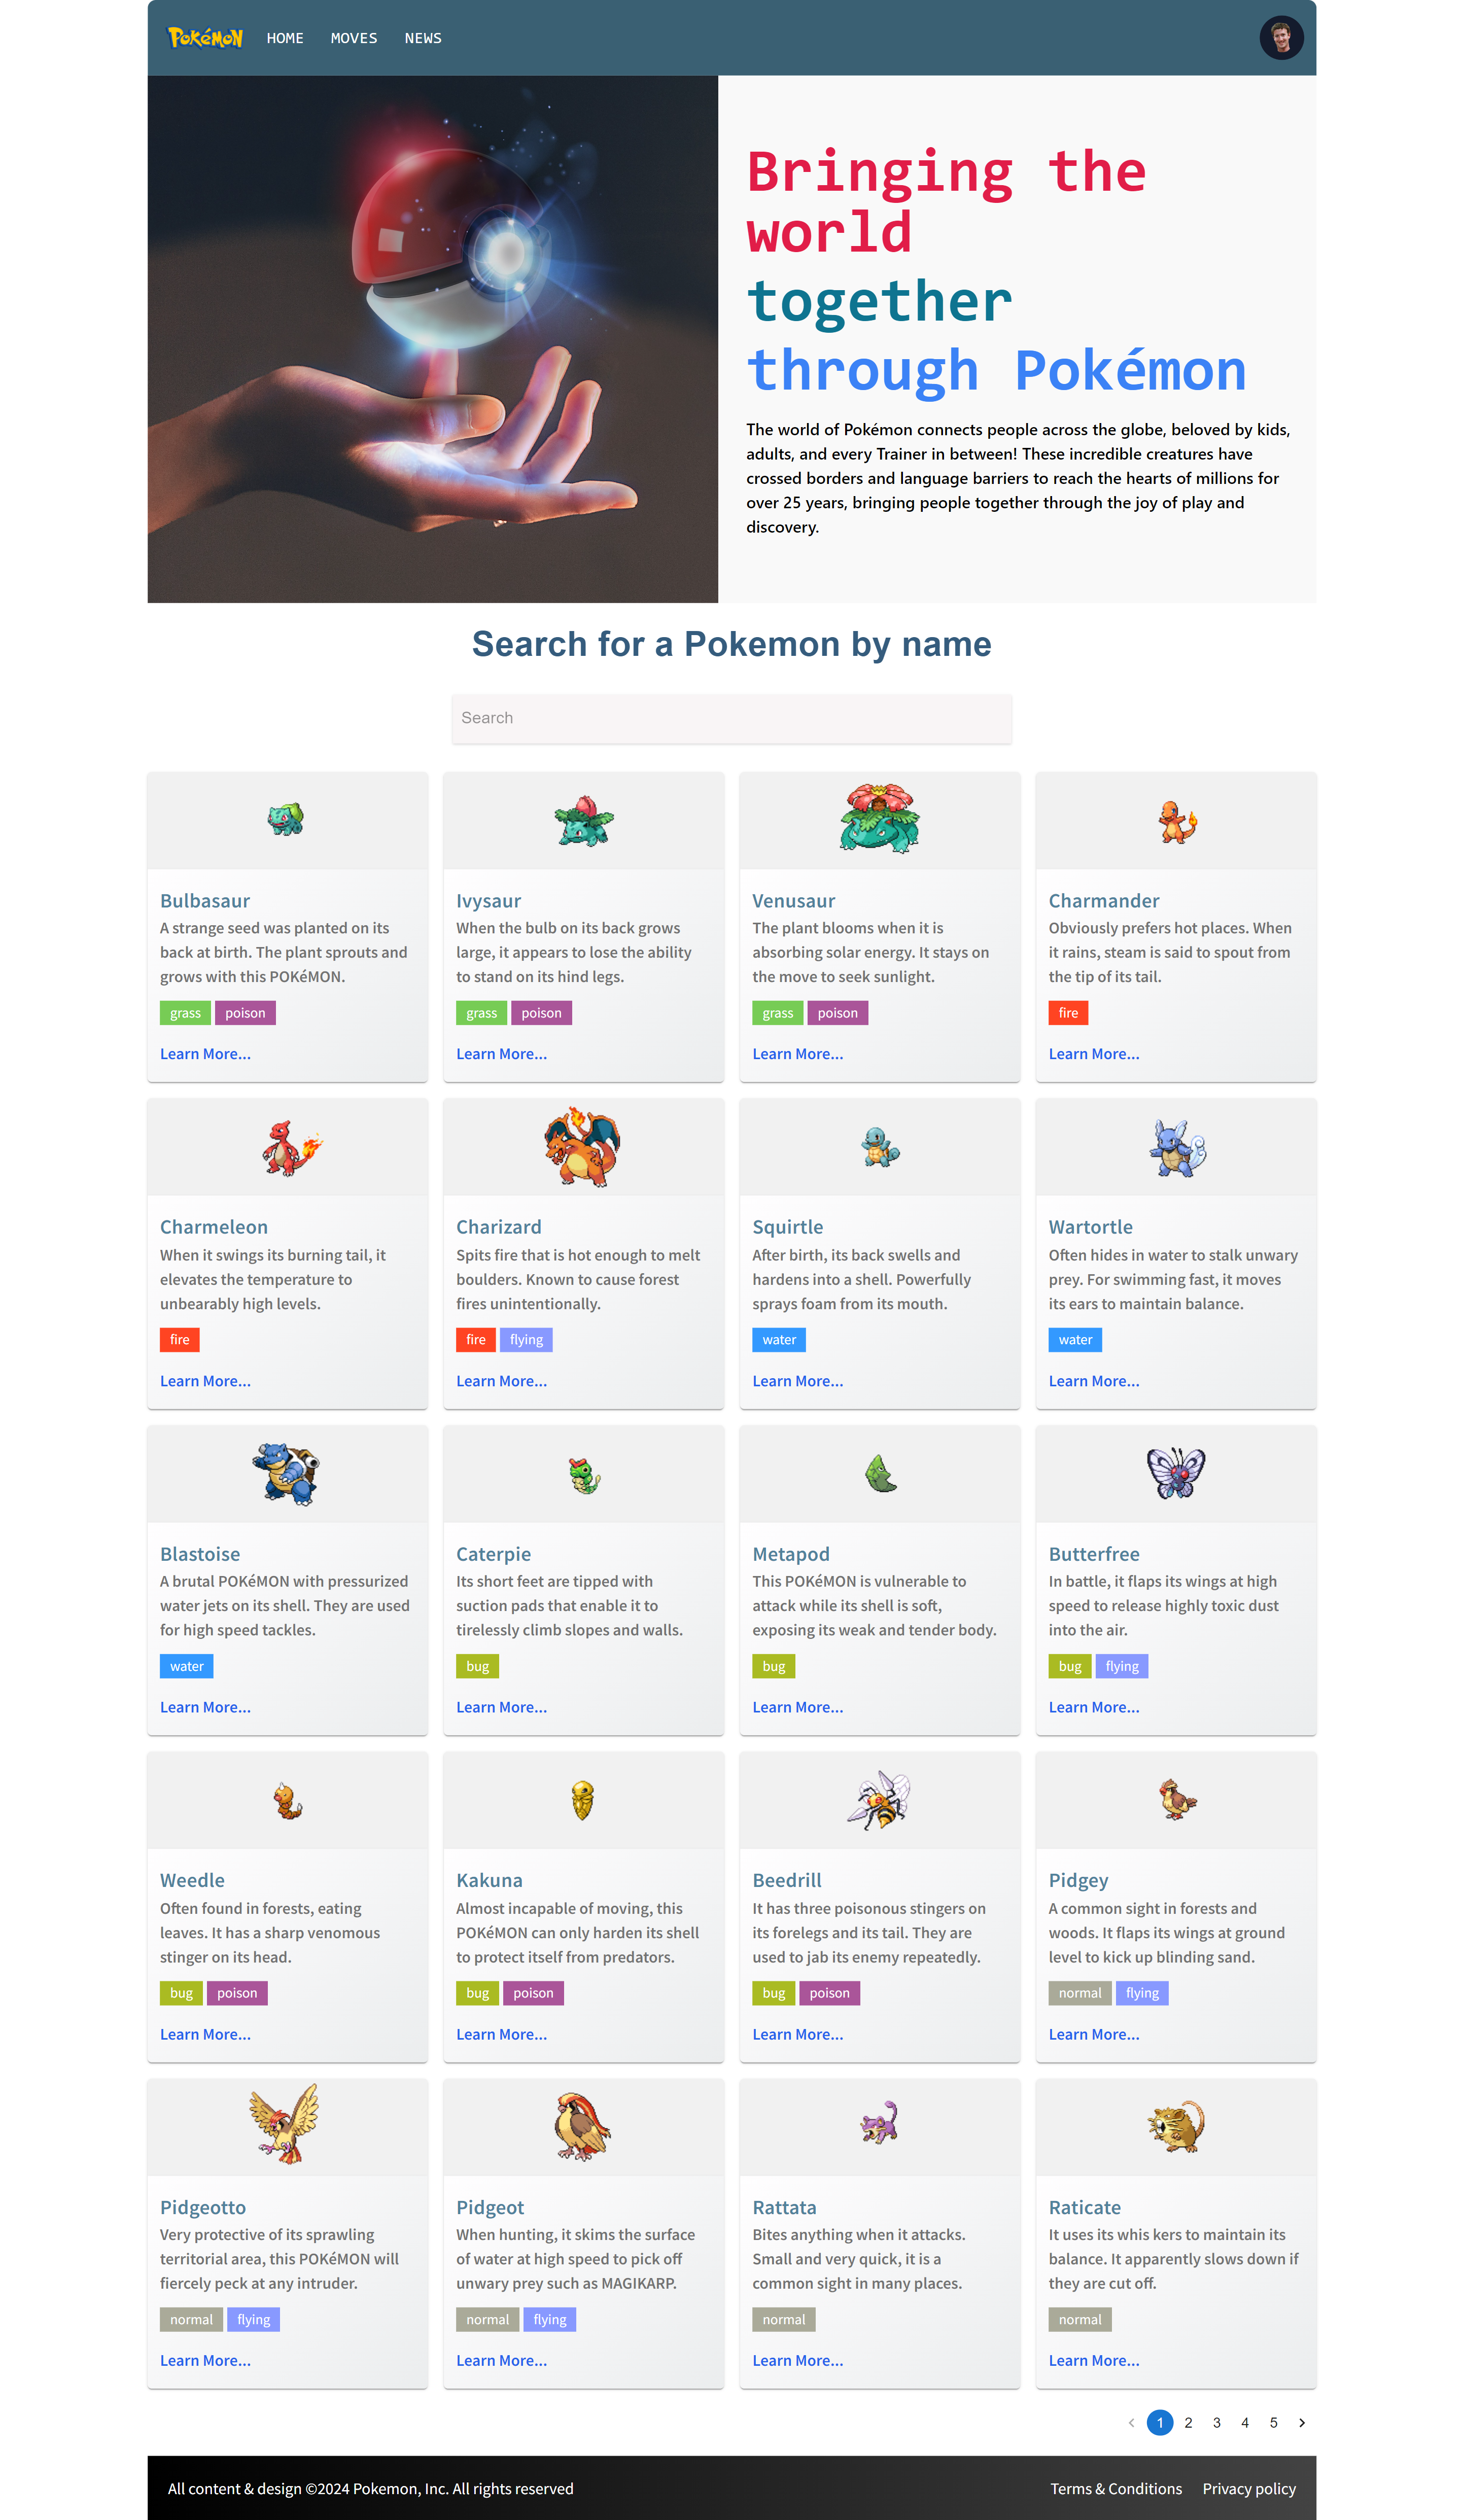 POKéMON
HOME
MOVES
NEWS
Bringing the
world
together
through Pokémon
The world of Pokémon connects people across the globe, beloved by kids,
adults, and every Trainer in between! These incredible creatures have
crossed borders and language barriers to reach the hearts of millions for
over 25 years, bringing people together through the joy of play and
discovery.
Search for a Pokemon by name
Search
Bulbasaur
A strange seed was planted on its
back at birth. The plant sprouts and
grows with this POKéMON.
grass poison
Learn More...
Ivysaur
When the bulb on its back grows
large, it appears to lose the ability
to stand on its hind legs.
grass poison
Learn More...
Venusaur
The plant blooms when it is
absorbing solar energy. It stays on
the move to seek sunlight.
grass poison
Learn More...
Charmander
Obviously prefers hot places. When
it rains, steam is said to spout from
the tip of its tail.
fire
Learn More...
Charmeleon
When it swings its burning tail, it
elevates the temperature to
unbearably high levels.
fire
Learn More...
Charizard
Spits fire that is hot enough to melt
boulders. Known to cause forest
fires unintentionally.
fire flying
Learn More...
Squirtle
After birth, its back swells and
hardens into a shell. Powerfully
sprays foam from its mouth.
water
Learn More...
Wartortle
Often hides in water to stalk unwary
prey. For swimming fast, it moves
its ears to maintain balance.
water
Learn More...
Blastoise
A brutal POKéMON with pressurized
water jets on its shell. They are used
for high speed tackles.
water
Learn More...
Caterpie
Its short feet are tipped with
suction pads that enable it to
tirelessly climb slopes and walls.
bug
Learn More...
Metapod
This POKéMON is vulnerable to
attack while its shell is soft,
exposing its weak and tender body.
bug
Learn More...
Butterfree
In battle, it flaps its wings at high
speed to release highly toxic dust
into the air.
bug flying
Learn More...
Weedle
Often found in forests, eating
leaves. It has a sharp venomous
stinger on its head.
bug poison
Learn More...
Kakuna
Almost incapable of moving, this
POKéMON can only harden its shell
to protect itself from predators.
bug poison
Learn More...
Beedrill
It has three poisonous stingers on
its forelegs and its tail. They are
used to jab its enemy repeatedly.
bug poison
Learn More...
Pidgey
A common sight in forests and
woods. It flaps its wings at ground
level to kick up blinding sand.
normal flying
Learn More...
Pidgeotto
Very protective of its sprawling
territorial area, this POKéMON will
fiercely peck at any intruder.
normal flying
Learn More...
Pidgeot
When hunting, it skims the surface
of water at high speed to pick off
unwary prey such as MAGIKARP.
normal flying
Learn More...
Rattata
Bites anything when it attacks.
Small and very quick, it is a
common sight in many places.
normal
Learn More...
Raticate
It uses its whis kers to maintain its
balance. It apparently slows down if
they are cut off.
normal
Learn More...
1 2 3 4 5
All content & design ©2024 Pokemon, Inc. All rights reserved
Terms & Conditions
Privacy policy